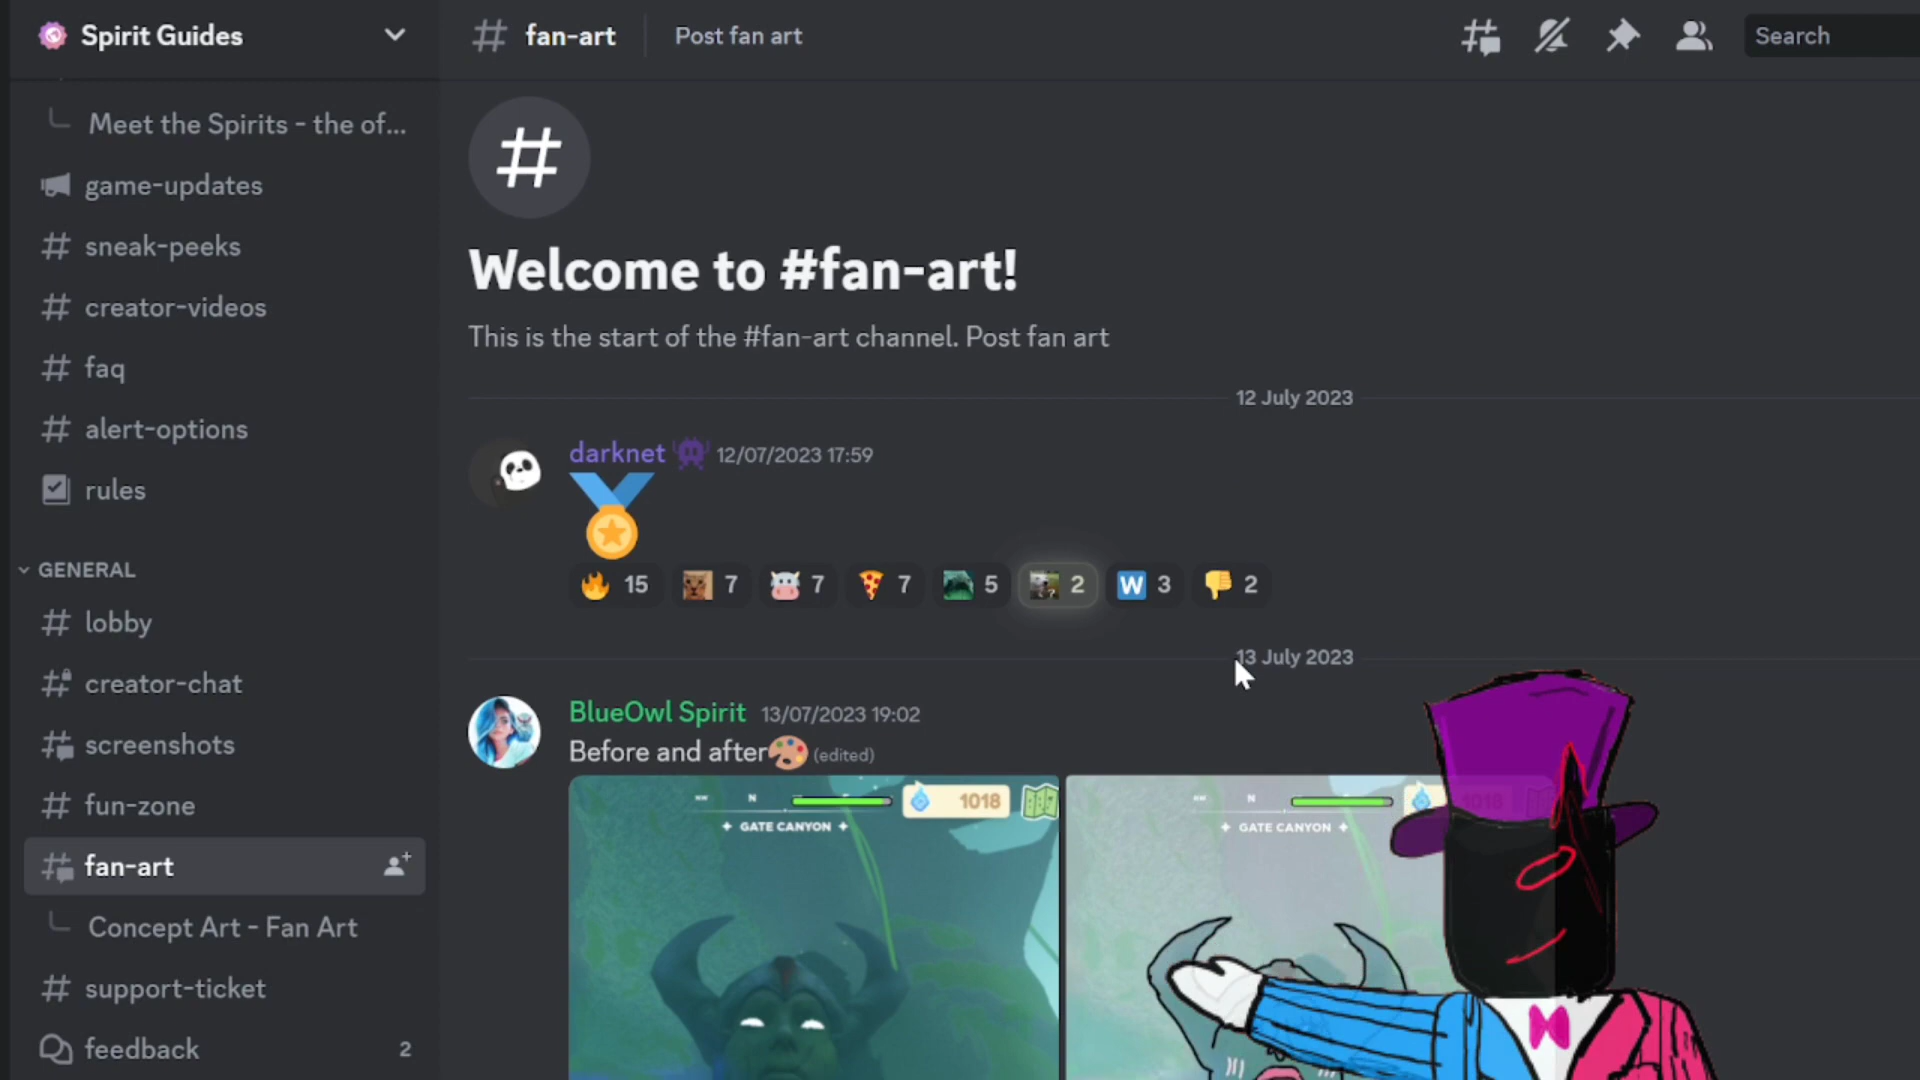 Spirit Guides
Meet the Spirits - the of...
game-updates
sneak-peeks
creator-videos
faq
alert-options
rules
GENERAL
lobby
creator-chat
screenshots
fun-zone
fan-art
Concept Art - Fan Art
support-ticket
feedback 2
fan-art Post fan art
Search
#
Welcome to #fan-art!
This is the start of the #fan-art channel. Post fan art
12 July 2023
darknet 12/07/2023 17:59
15 7 7 7 5 2 W 3 2
13 July 2023
BlueOwl Spirit 13/07/2023 19:02
Before and after (edited)
N 1018
GATE CANYON
N 1018
GATE CANYON